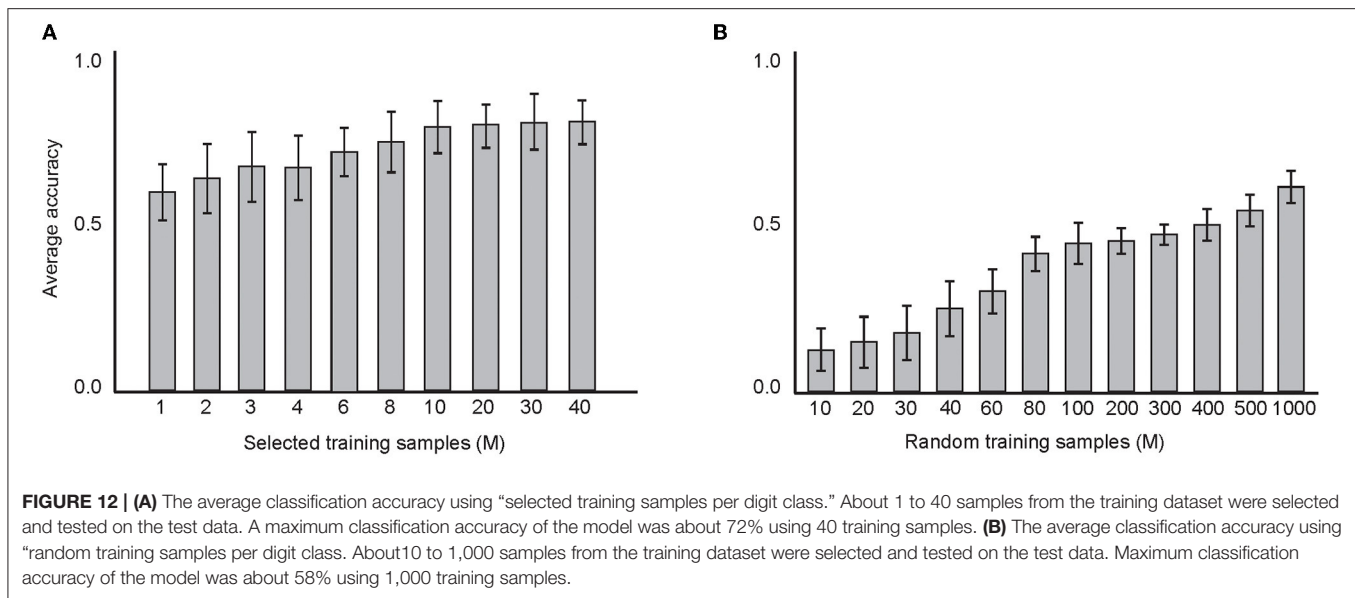 A
1.0
0.5
0.0
Average accuracy
1 2 3 4 6 8 10 20 30 40
Selected training samples (M)
B
1.0
0.5
0.0
10 20 30 40 60 80 100 200 300 400 500 1000
Random training samples (M)
FIGURE 12 | (A) The average classification accuracy using “selected training samples per digit class.” About 1 to 40 samples from the training dataset were selected
and tested on the test data. A maximum classification accuracy of the model was about 72% using 40 training samples. (B) The average classification accuracy using
“random training samples per digit class. About10 to 1,000 samples from the training dataset were selected and tested on the test data. Maximum classification
accuracy of the model was about 58% using 1,000 training samples.